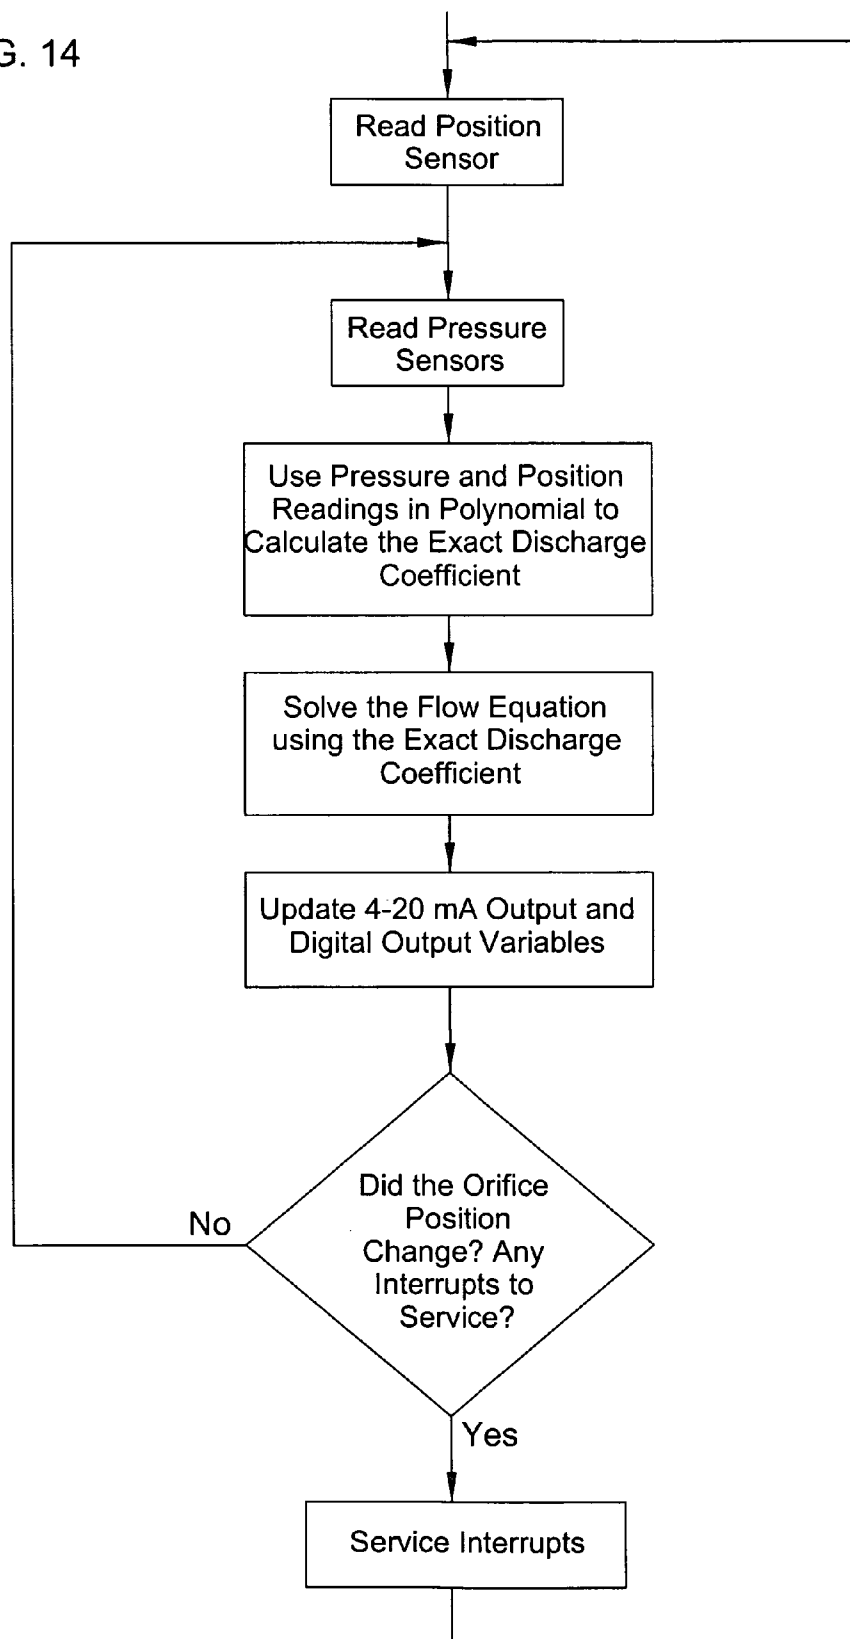 G. 14
Read Position
Sensor
Read Pressure
Sensors
Use Pressure and Position
Readings in Polynomial to
Calculate the Exact Discharge
Coefficient
Solve the Flow Equation
using the Exact Discharge
Coefficient
Update 4-20 mA Output and
Digital Output Variables
Did the Orifice
Position
Change? Any
Interrupts to
Service?
No
Yes
Service Interrupts